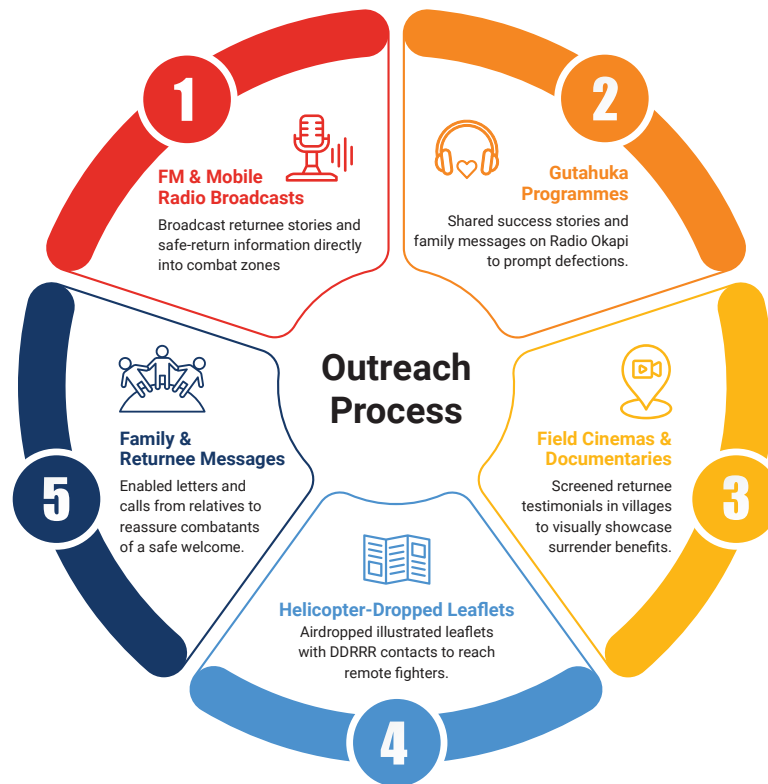 1
FM & Mobile
Radio Broadcasts
Broadcast returnee stories and
safe-return information directly
into combat zones
2
Gutahuka
Programmes
Shared success stories and
family messages on Radio Okapi
to prompt defections.
Outreach
Process
3
Field Cinemas &
Documentaries
Screened returnee
testimonials in villages
to visually showcase
surrender benefits.
4
Helicopter-Dropped Leaflets
Airdropped illustrated leaflets
with DDRRR contacts to reach
remote fighters.
5
Family &
Returnee Messages
Enabled letters and
calls from relatives to
reassure combatants
of a safe welcome.